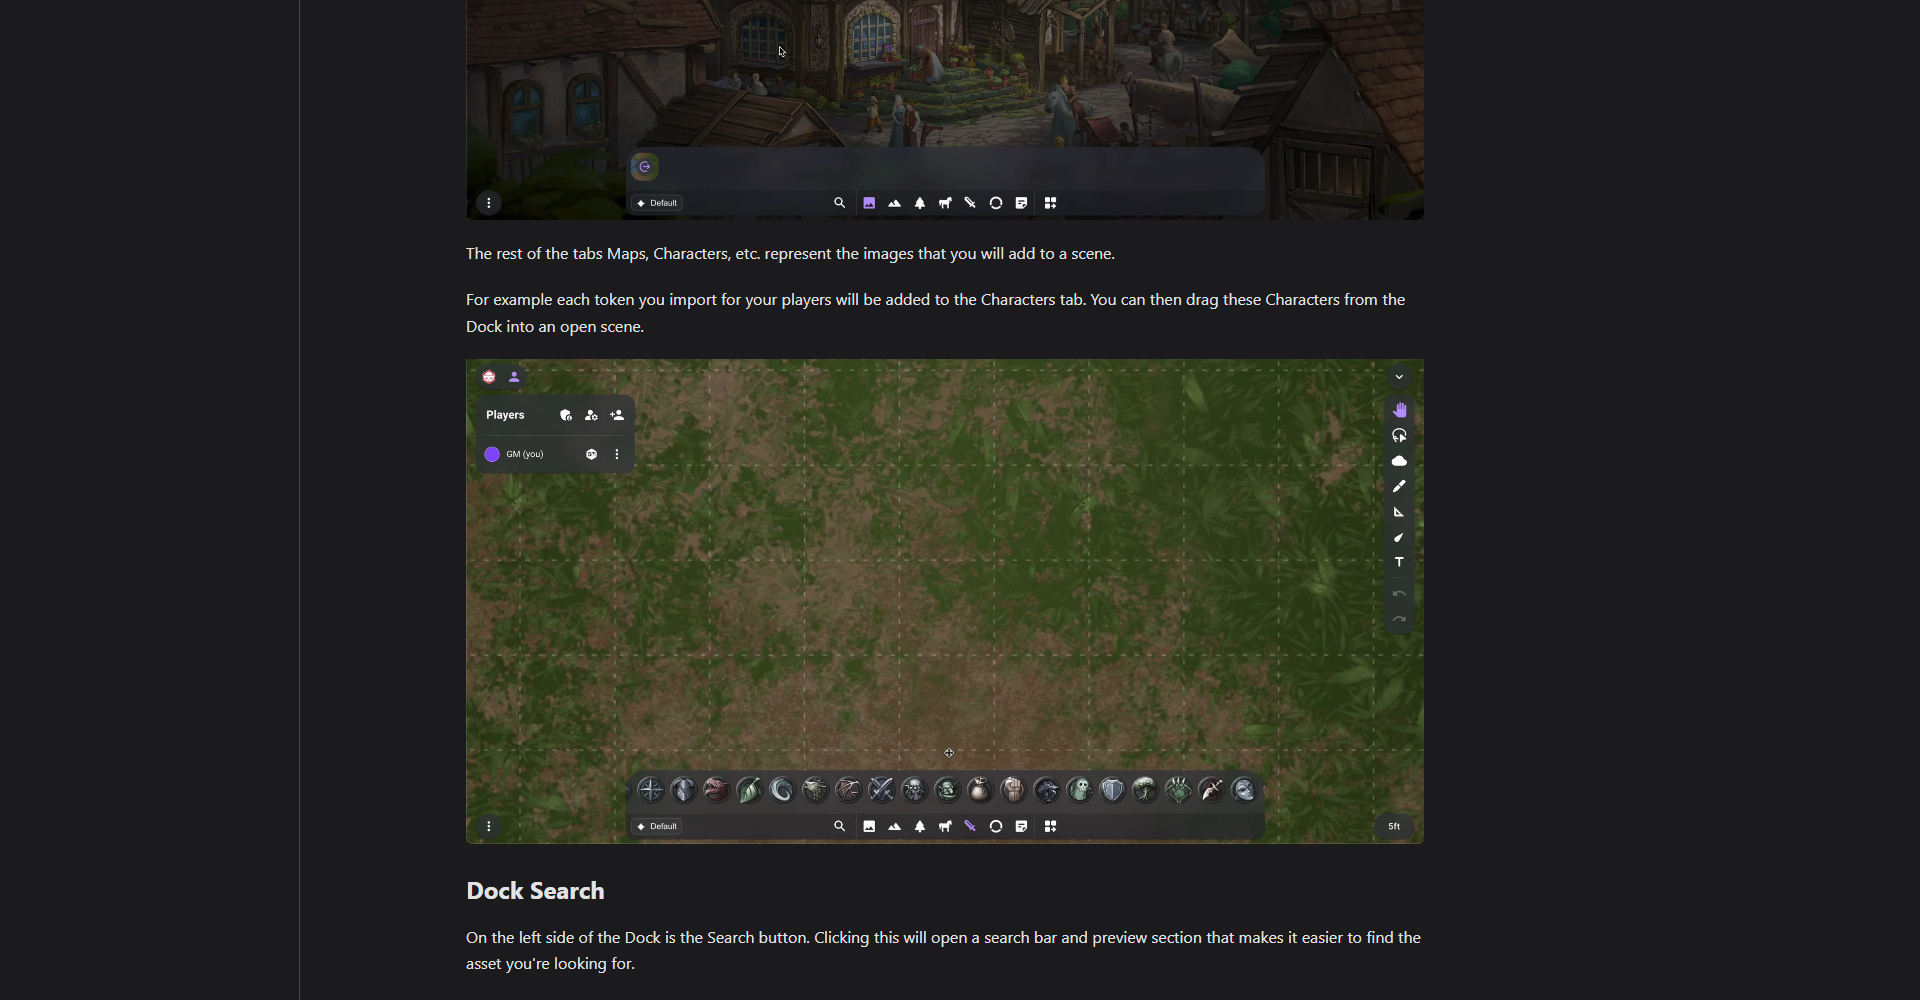 Default
The rest of the tabs Maps, Characters, etc. represent the images that you will add to a scene.
For example each token you import for your players will be added to the Characters tab. You can then drag these Characters from the
Dock into an open scene.
Players
GM (you)
T
Default
5ft
Dock Search
On the left side of the Dock is the Search button. Clicking this will open a search bar and preview section that makes it easier to find the
asset you're looking for.